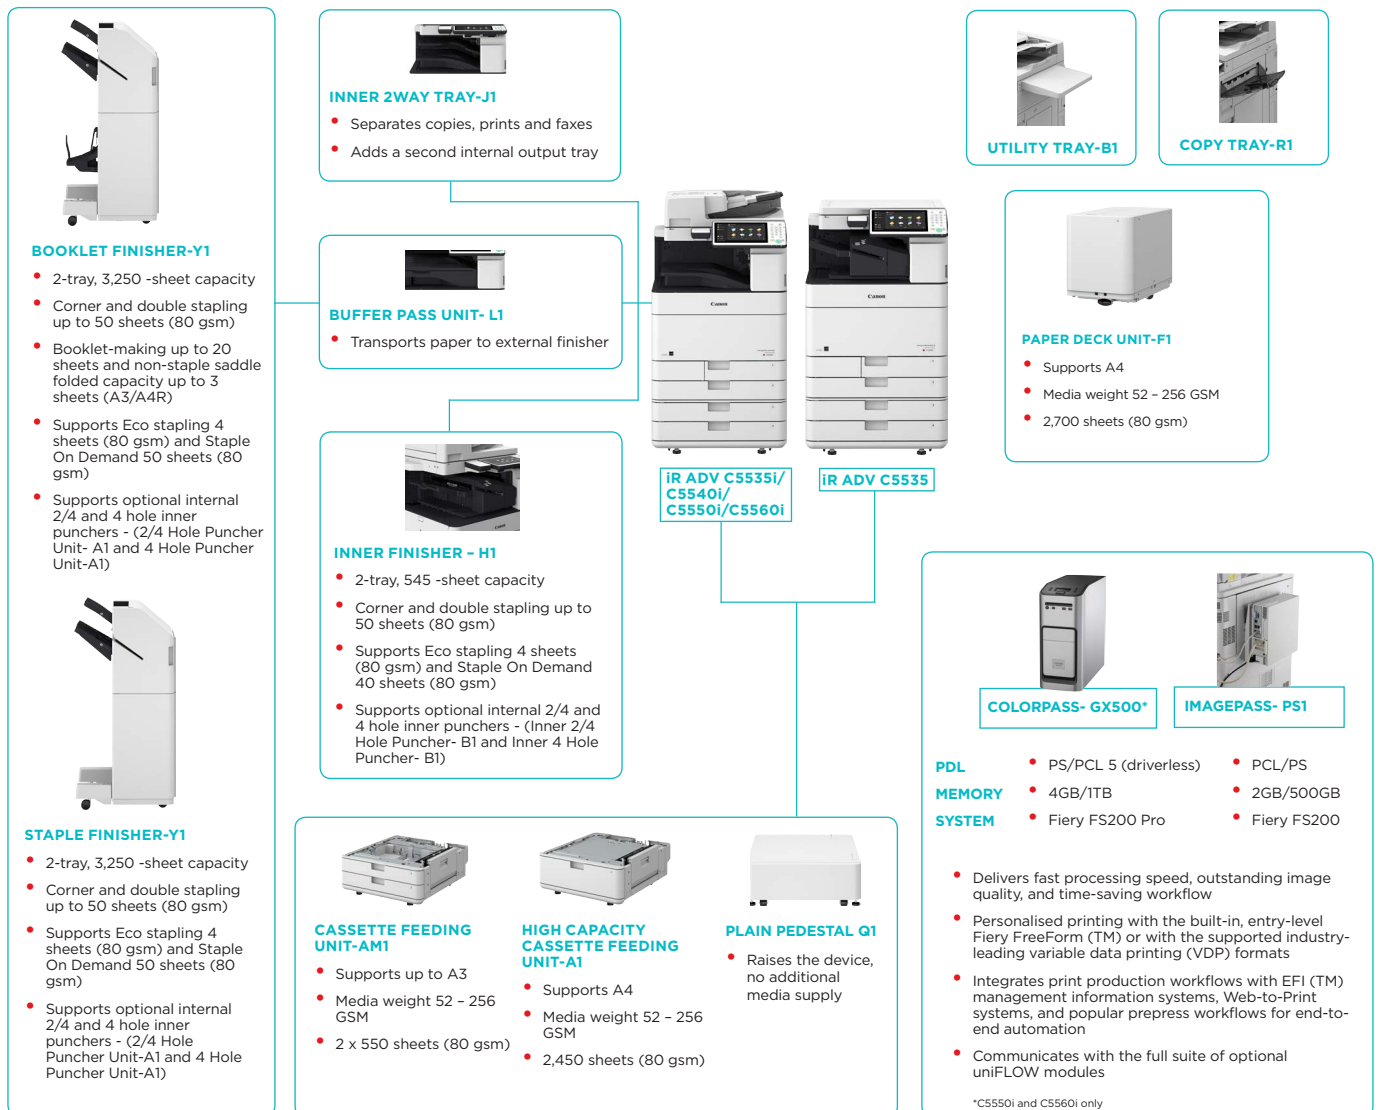 BOOKLET FINISHER-Y1
2-tray, 3,250 -sheet capacity
Corner and double stapling
up to 50 sheets (80 gsm)
Booklet-making up to 20
sheets and non-staple saddle
folded capacity up to 3
sheets (A3/A4R)
Supports Eco stapling 4
sheets (80 gsm) and Staple
On Demand 50 sheets (80
gsm)
Supports optional internal
2/4 and 4 hole inner
punchers - (2/4 Hole Puncher
Unit- A1 and 4 Hole Puncher
Unit-A1)
STAPLE FINISHER-Y1
2-tray, 3,250 -sheet capacity
Corner and double stapling
up to 50 sheets (80 gsm)
Supports Eco stapling 4
sheets (80 gsm) and Staple
On Demand 50 sheets (80
gsm)
Supports optional internal
2/4 and 4 hole inner
punchers - (2/4 Hole
Puncher Unit-A1 and 4 Hole
Puncher Unit-A1)
INNER 2WAY TRAY-J1
Separates copies, prints and faxes
Adds a second internal output tray
BUFFER PASS UNIT- L1
Transports paper to external finisher
INNER FINISHER – H1
2-tray, 545 -sheet capacity
Corner and double stapling up to
50 sheets (80 gsm)
Supports Eco stapling 4 sheets
(80 gsm) and Staple On Demand
40 sheets (80 gsm)
Supports optional internal 2/4 and
4 hole inner punchers - (Inner 2/4
Hole Puncher- B1 and Inner 4 Hole
Puncher- B1)
Canon
Canon
iR ADV C5535i/
C5540i/
C5550i/C5560i
iR ADV C5535
UTILITY TRAY-B1
COPY TRAY-R1
PAPER DECK UNIT-F1
Supports A4
Media weight 52 – 256 GSM
2,700 sheets (80 gsm)
CASSETTE FEEDING
UNIT-AM1
Supports up to A3
Media weight 52 – 256
GSM
2 x 550 sheets (80 gsm)
HIGH CAPACITY
CASSETTE FEEDING
UNIT-A1
Supports A4
Media weight 52 – 256
GSM
2,450 sheets (80 gsm)
PLAIN PEDESTAL Q1
Raises the device,
no additional
media supply
COLORPASS- GX500*
IMAGEPASS- PS1
PDL PS/PCL 5 (driverless) PCL/PS
MEMORY 4GB/1TB 2GB/500GB
SYSTEM Fiery FS200 Pro Fiery FS200
Delivers fast processing speed, outstanding image
quality, and time-saving workflow
Personalised printing with the built-in, entry-level
Fiery FreeForm (TM) or with the supported industry-
leading variable data printing (VDP) formats
Integrates print production workflows with EFI (TM)
management information systems, Web-to-Print
systems, and popular prepress workflows for end-to-
end automation
Communicates with the full suite of optional
uniFLOW modules
*C5550i and C5560i only